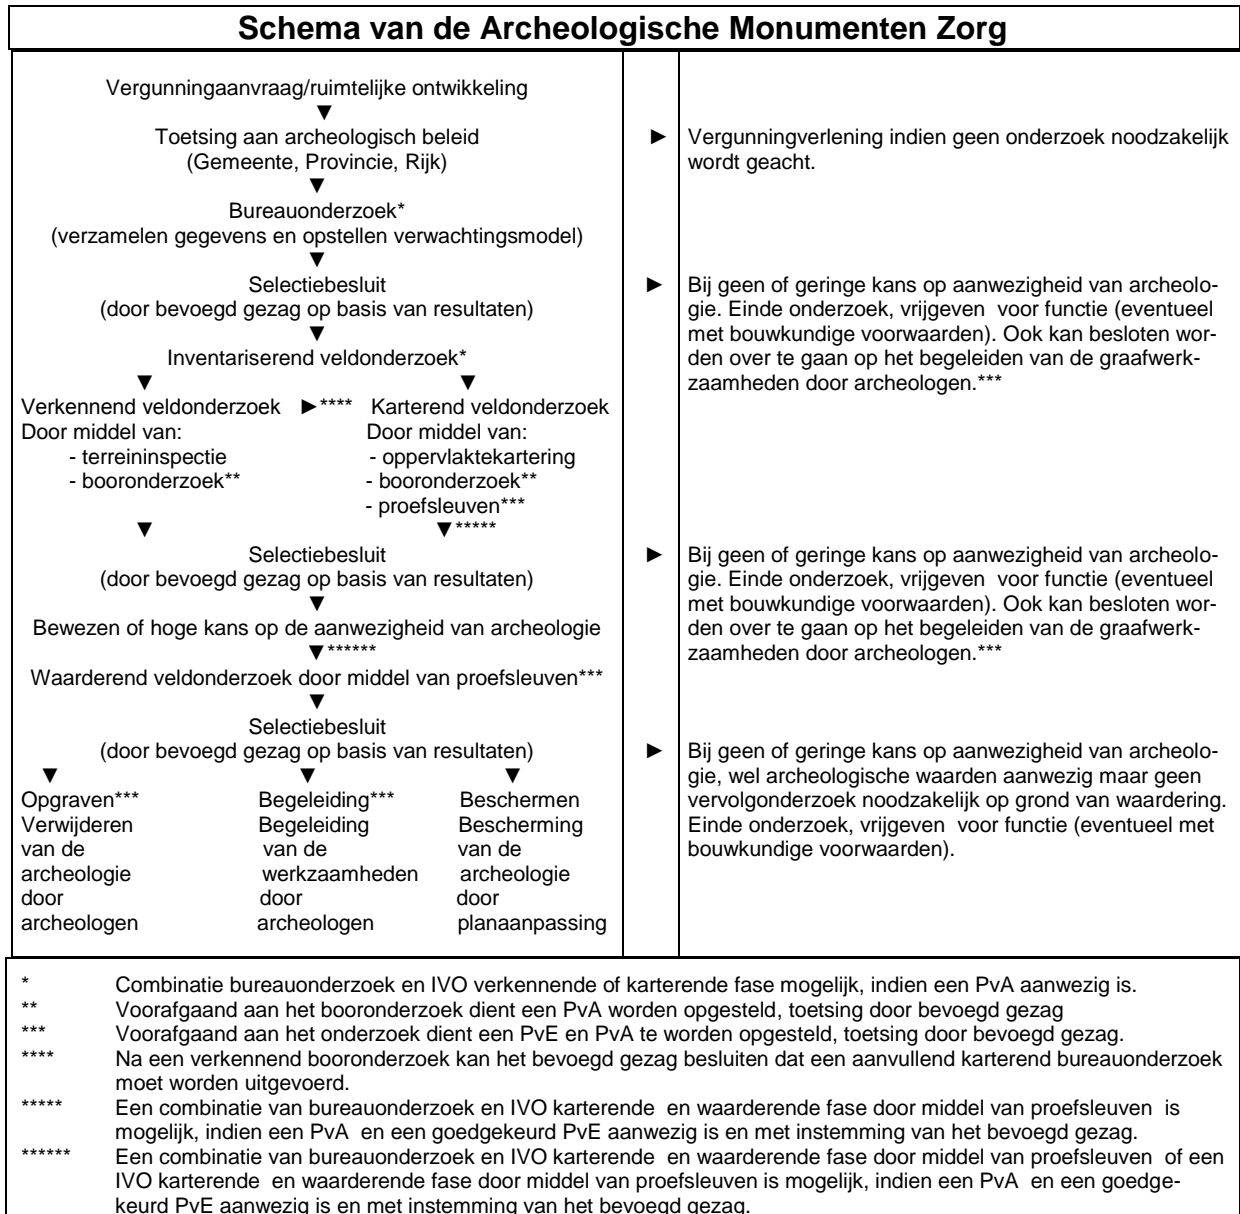 Schema van de Archeologische Monumenten Zorg
Vergunningaanvraag/ruimtelijke ontwikkeling
▼
Toetsing aan archeologisch beleid
(Gemeente, Provincie, Rijk)
► Vergunningverlening indien geen onderzoek noodzakelijk
wordt geacht.
▼
Bureauonderzoek*
(verzamelen gegevens en opstellen verwachtingsmodel)
▼
Selectiebesluit
(door bevoegd gezag op basis van resultaten)
► Bij geen of geringe kans op aanwezigheid van archeolo-
gie. Einde onderzoek, vrijgeven voor functie (eventueel
met bouwkundige voorwaarden). Ook kan besloten wor-
den over te gaan op het begeleiden van de graafwerk-
zaamheden door archeologen.***
▼
Inventariserend veldonderzoek*
▼ ▼
Verkennend veldonderzoek ►**** Karterend veldonderzoek
Door middel van: Door middel van:
- terreininspectie - oppervlaktekartering
- booronderzoek** - booronderzoek**
- proefsleuven***
▼ ▼*****
Selectiebesluit
(door bevoegd gezag op basis van resultaten)
► Bij geen of geringe kans op aanwezigheid van archeolo-
gie. Einde onderzoek, vrijgeven voor functie (eventueel
met bouwkundige voorwaarden). Ook kan besloten wor-
den over te gaan op het begeleiden van de graafwerk-
zaamheden door archeologen.***
▼
Bewezen of hoge kans op de aanwezigheid van archeologie
▼******
Waarderend veldonderzoek door middel van proefsleuven***
▼
Selectiebesluit
(door bevoegd gezag op basis van resultaten)
► Bij geen of geringe kans op aanwezigheid van archeolo-
gie, wel archeologische waarden aanwezig maar geen
vervolgonderzoek noodzakelijk op grond van waardering.
Einde onderzoek, vrijgeven voor functie (eventueel met
bouwkundige voorwaarden).
▼ ▼ ▼
Opgraven*** Begeleiding*** Beschermen
Verwijderen Begeleiding Bescherming
van de van de van de
archeologie werkzaamheden archeologie
door door door
archeologen archeologen planaanpassing
* Combinatie bureauonderzoek en IVO verkennende of karterende fase mogelijk, indien een PvA aanwezig is.
** Voorafgaand aan het booronderzoek dient een PvA worden opgesteld, toetsing door bevoegd gezag
*** Voorafgaand aan het onderzoek dient een PvE en PvA te worden opgesteld, toetsing door bevoegd gezag.
**** Na een verkennend booronderzoek kan het bevoegd gezag besluiten dat een aanvullend karterend bureauonderzoek
moet worden uitgevoerd.
***** Een combinatie van bureauonderzoek en IVO karterende en waarderende fase door middel van proefsleuven is
mogelijk, indien een PvA en een goedgekeurd PvE aanwezig is en met instemming van het bevoegd gezag.
****** Een combinatie van bureauonderzoek en IVO karterende en waarderende fase door middel van proefsleuven of een
IVO karterende en waarderende fase door middel van proefsleuven is mogelijk, indien een PvA en een goedge-
keurd PvE aanwezig is en met instemming van het bevoegd gezag.